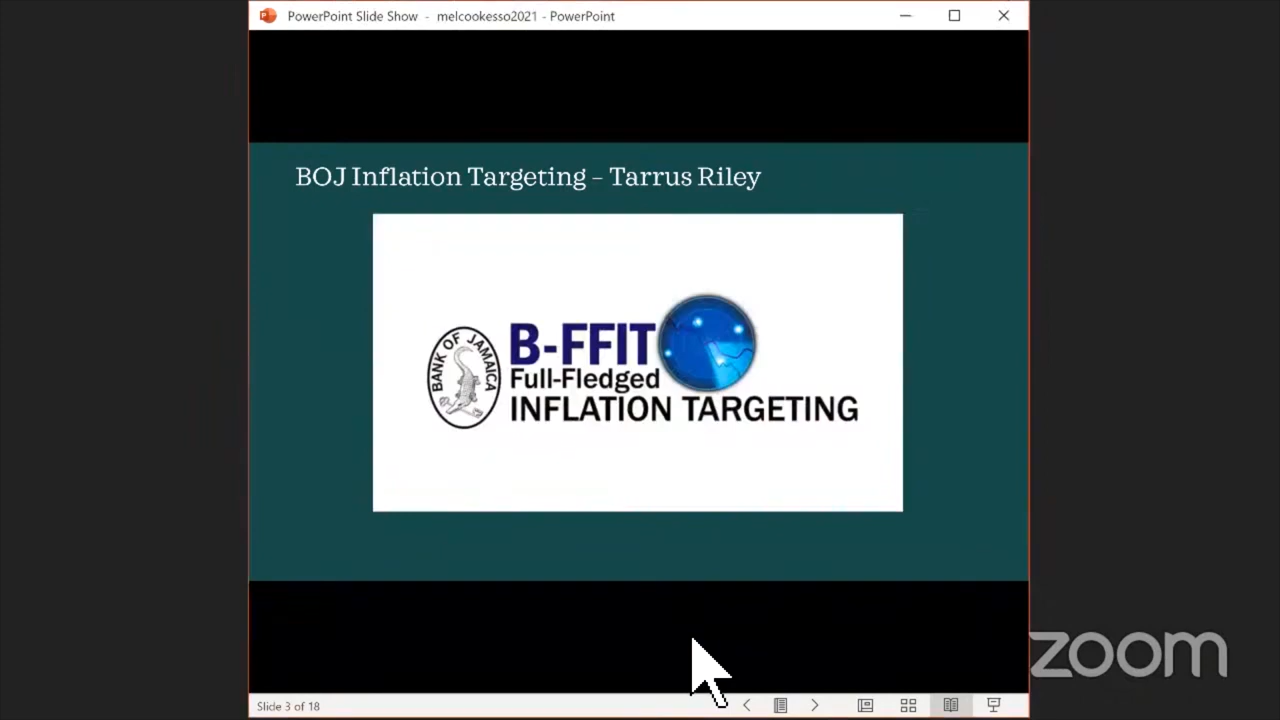 PowerPoint Slide Show - melcookesso2021 - PowerPoint
BOJ Inflation Targeting – Tarrus Riley
BANK OF JAMAICA
B-FFIT
Full-Fledged
INFLATION TARGETING
zoom
Slide 3 of 18